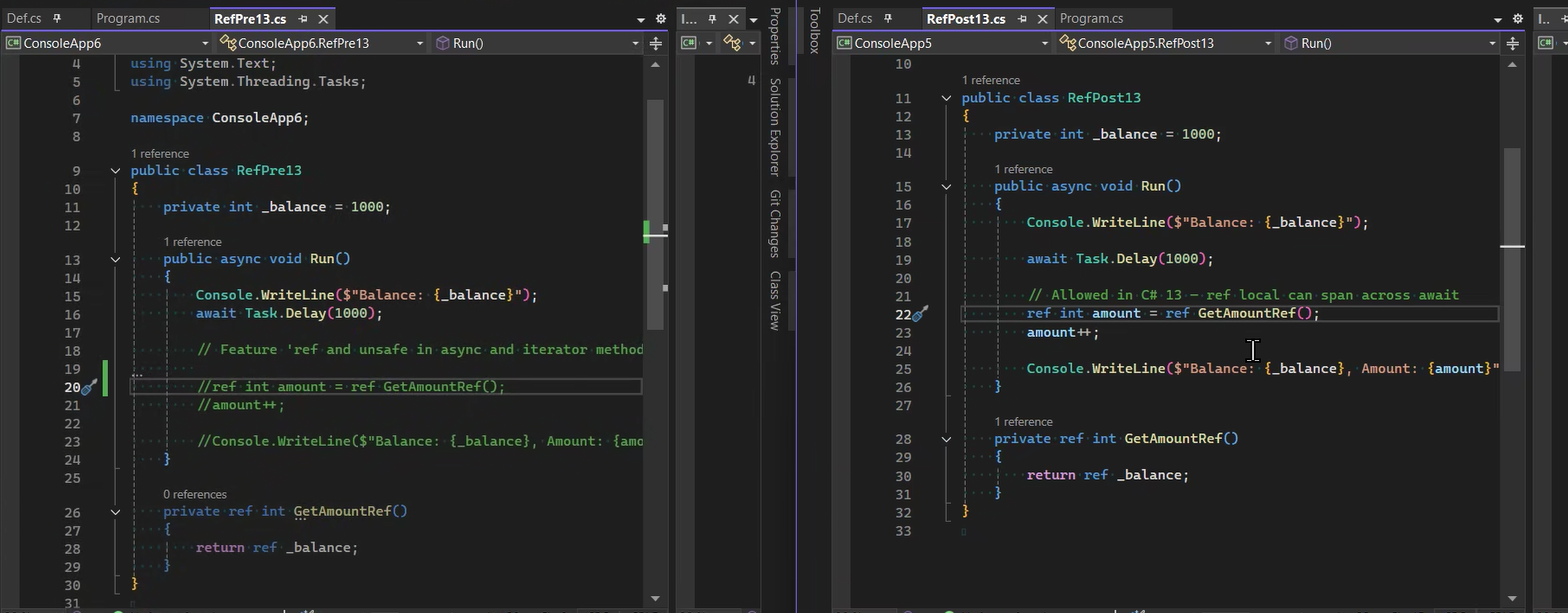 Def.cs Program.cs RefPre13.cs
ConsoleApp6 ConsoleApp6.RefPre13 Run()
4 using System.Text;
5 using System.Threading.Tasks;
6
7 namespace ConsoleApp6;
8
1 reference
9 public class RefPre13
10 {
11 private int _balance = 1000;
12
1 reference
13 public async void Run()
14 {
15 Console.WriteLine($"Balance: {_balance}");
16 await Task.Delay(1000);
17
18 // Feature 'ref and unsafe in async and iterator method
19
20 //ref int amount = ref GetAmountRef();
21 //amount++;
22
23 //Console.WriteLine($"Balance: {_balance}, Amount: {amo
24 }
25
0 references
26 private ref int GetAmountRef()
27 {
28 return ref _balance;
29 }
30 }
31
I...
C#
4
Properties
Solution Explorer
Git Changes
Class View
Toolbox
Def.cs RefPost13.cs Program.cs
ConsoleApp5 ConsoleApp5.RefPost13 Run()
10
1 reference
11 public class RefPost13
12 {
13 private int _balance = 1000;
14
1 reference
15 public async void Run()
16 {
17 Console.WriteLine($"Balance: {_balance}");
18
19 await Task.Delay(1000);
20
21 // Allowed in C# 13 – ref local can span across await
22 ref int amount = ref GetAmountRef();
23 amount++;
24
25 Console.WriteLine($"Balance: {_balance}, Amount: {amount}"
26 }
27
1 reference
28 private ref int GetAmountRef()
29 {
30 return ref _balance;
31 }
32 }
33
I..
C#